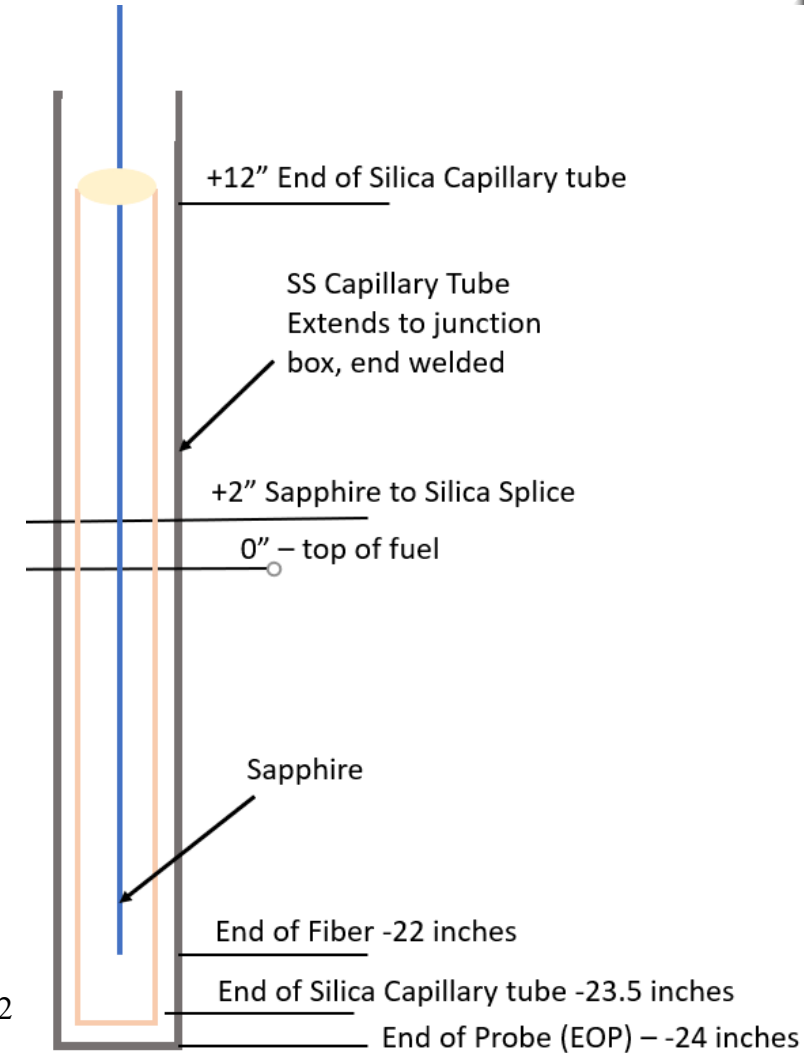 +12” End of Silica Capillary tube
SS Capillary Tube
Extends to junction
box, end welded
+2” Sapphire to Silica Splice
0” – top of fuel
Sapphire
End of Fiber -22 inches
End of Silica Capillary tube -23.5 inches
2
End of Probe (EOP) – -24 inches